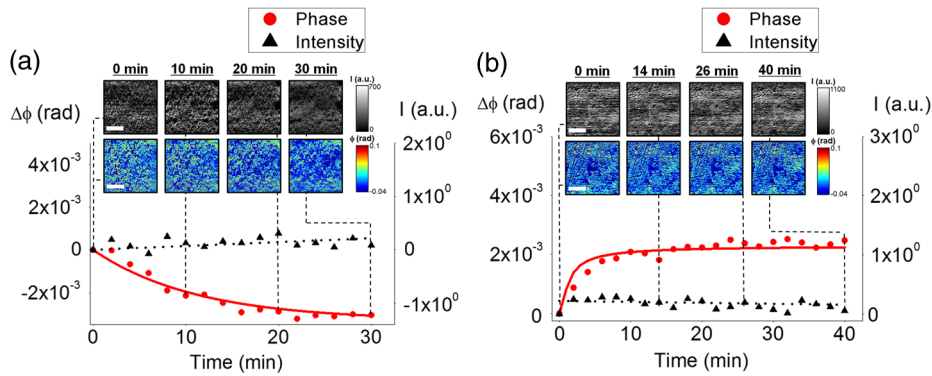 Phase
Intensity
(a)
0 min 10 min 20 min 30 min
I (a.u.)
700
0
Δϕ (rad)
I (a.u.)
ϕ (rad)
0.1
-0.04
4x10⁻³
2x10⁻³
0
-2x10⁻³
2x10⁰
1x10⁰
0
-1x10⁰
0 10 20 30
Time (min)
Phase
Intensity
(b)
0 min 14 min 26 min 40 min
I (a.u.)
1100
0
Δϕ (rad)
I (a.u.)
ϕ (rad)
0.1
-0.04
6x10⁻³
4x10⁻³
2x10⁻³
0
3x10⁰
2x10⁰
1x10⁰
0
0 10 20 30 40
Time (min)